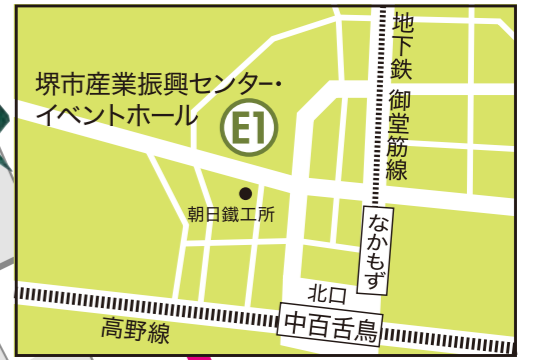 堺市産業振興センター・
イベントホール
E1
地下鉄 御堂筋線
朝日鐵工所
なかもず
北口
中百舌鳥
高野線